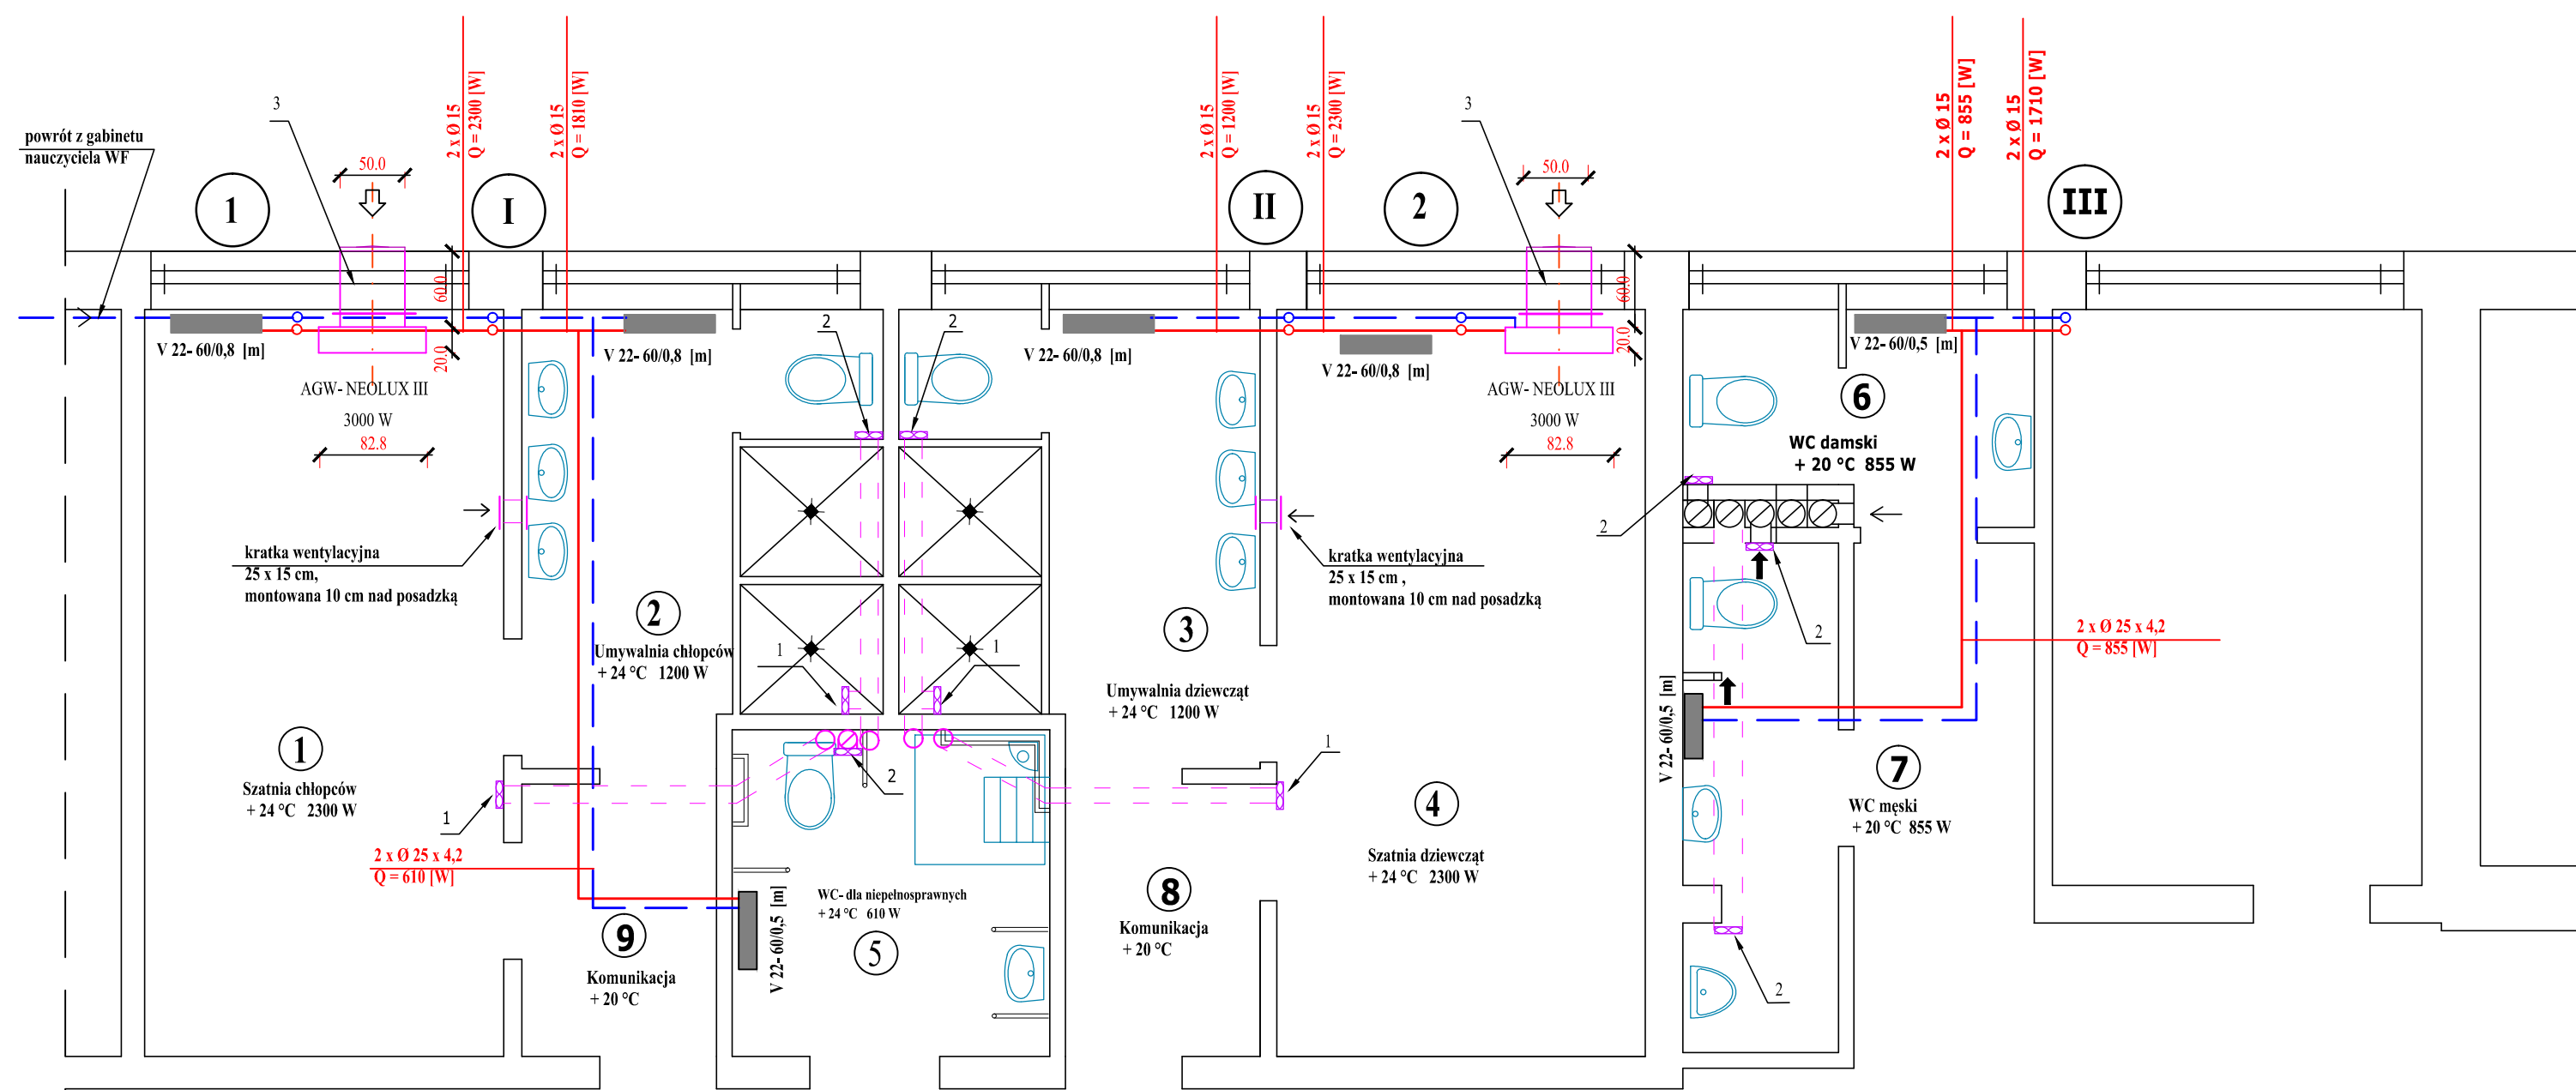 powrót z gabinetu
nauczyciela WF
3
50.0
2 x Ø 15
Q = 2300 [W]
2 x Ø 15
Q = 1810 [W]
2 x Ø 15
Q = 1200 [W]
2 x Ø 15
Q = 2300 [W]
3
50.0
2 x Ø 15
Q = 855 [W]
2 x Ø 15
Q = 1710 [W]
1
I
II
2
III
60.0
20.0
60.0
20.0
V 22- 60/0,8 [m]
V 22- 60/0,8 [m]
2
2
V 22- 60/0,8 [m]
V 22- 60/0,8 [m]
V 22- 60/0,5 [m]
AGW- NEOLUX III
3000 W
82.8
AGW- NEOLUX III
3000 W
82.8
6
WC damski
+ 20 °C 855 W
2
kratka wentylacyjna
25 x 15 cm,
montowana 10 cm nad posadzką
kratka wentylacyjna
25 x 15 cm ,
montowana 10 cm nad posadzką
2
Umywalnia chłopców
+ 24 °C 1200 W
1
1
3
Umywalnia dziewcząt
+ 24 °C 1200 W
2
2 x Ø 25 x 4,2
Q = 855 [W]
V 22- 60/0,5 [m]
1
Szatnia chłopców
+ 24 °C 2300 W
1
2
1
4
Szatnia dziewcząt
+ 24 °C 2300 W
7
WC męski
+ 20 °C 855 W
2 x Ø 25 x 4,2
Q = 610 [W]
V 22- 60/0,5 [m]
WC- dla niepełnosprawnych
+ 24 °C 610 W
5
8
Komunikacja
+ 20 °C
9
Komunikacja
+ 20 °C
2